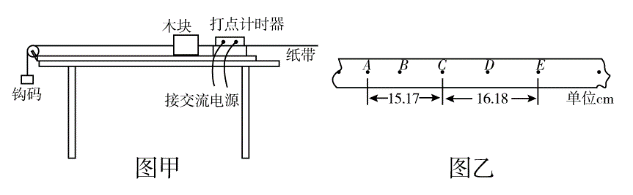 木块
打点计时器
纸带
钩码
接交流电源
图甲
A B C D E
15.17
16.18
单位cm
图乙